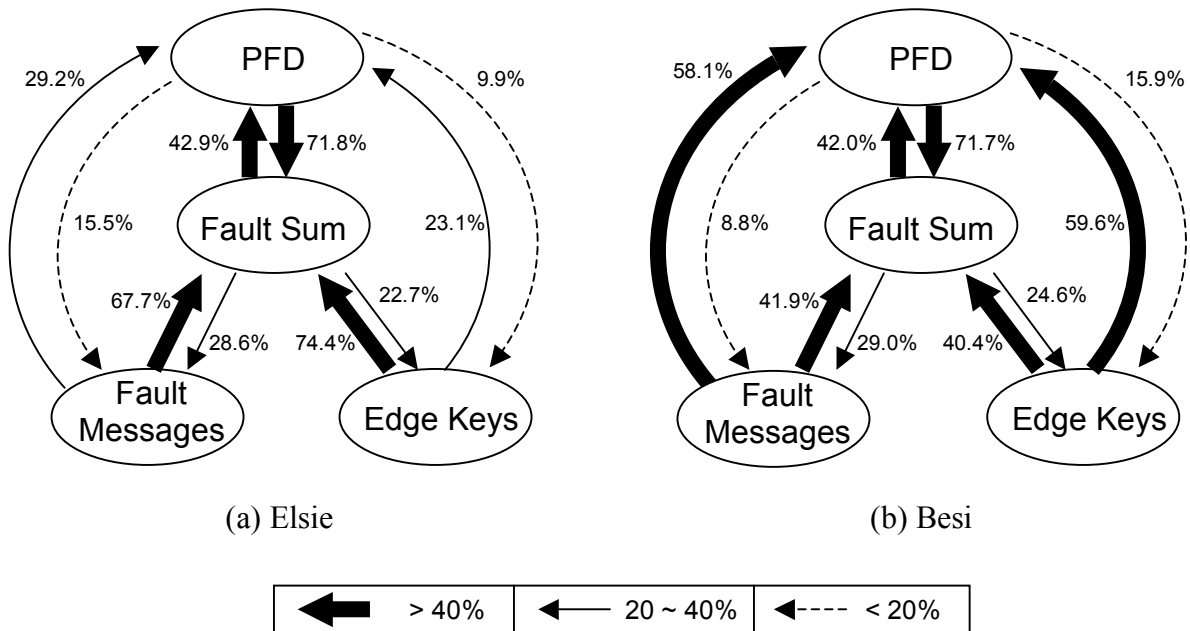 PFD
29.2%
9.9%
42.9%
71.8%
15.5%
Fault Sum
23.1%
67.7%
22.7%
28.6%
74.4%
Fault
Messages
Edge Keys
(a) Elsie
PFD
58.1%
15.9%
42.0%
71.7%
8.8%
Fault Sum
59.6%
41.9%
24.6%
29.0%
40.4%
Fault
Messages
Edge Keys
(b) Besi
> 40%
20 ~ 40%
< 20%